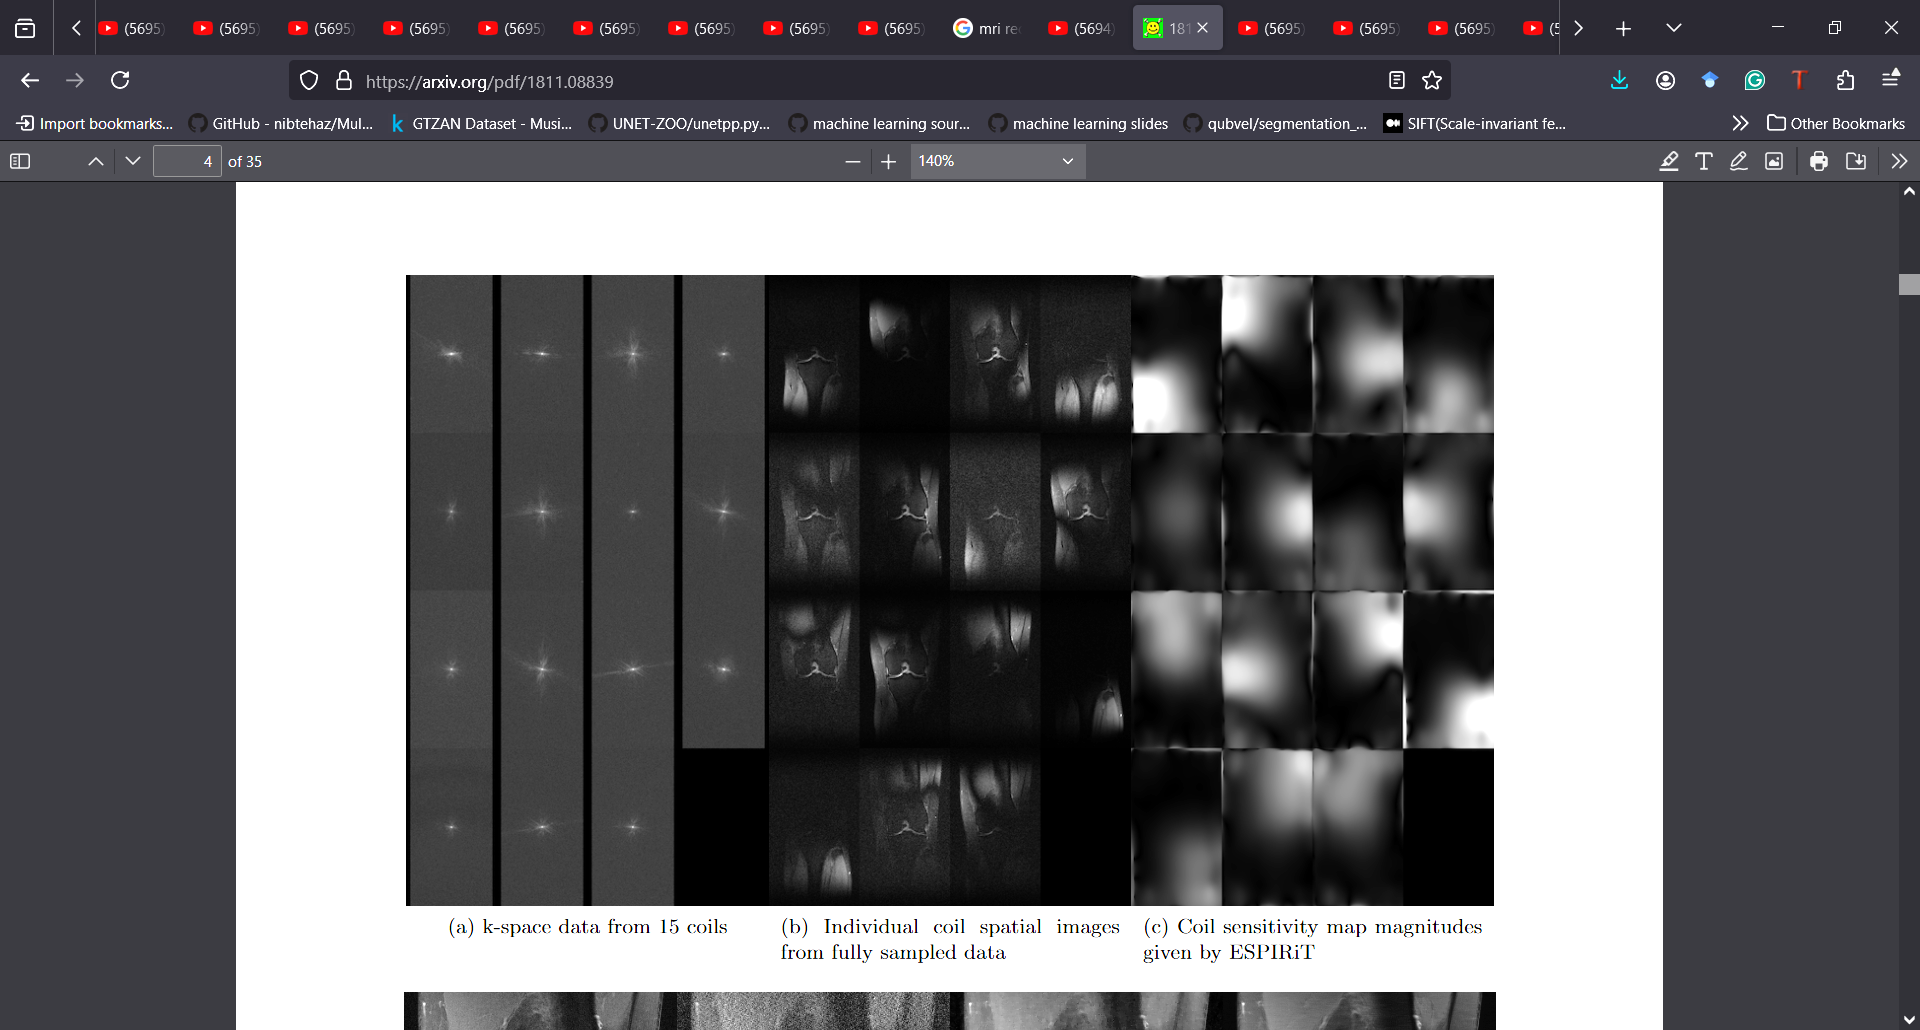 (5695)
(5695)
(5695)
(5695)
(5695)
(5695)
(5695)
(5695)
(5695)
mri re
(5694)
181
(5695)
(5695)
(5695)
https://arxiv.org/pdf/1811.08839
Import bookmarks...
GitHub - nibtehaz/Mul...
GTZAN Dataset - Musi...
UNET-ZOO/unetpp.py...
machine learning sour...
machine learning slides
qubvel/segmentation_...
SIFT(Scale-invariant fe...
Other Bookmarks
4 of 35
140%
(a) k-space data from 15 coils
(b) Individual coil spatial images
from fully sampled data
(c) Coil sensitivity map magnitudes
given by ESPIRiT